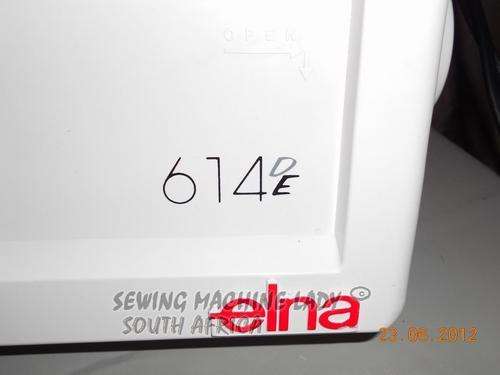 OPEN
614DE
SEWING MACHINE LADY ©
SOUTH AFRICA
elna
23.06.2012